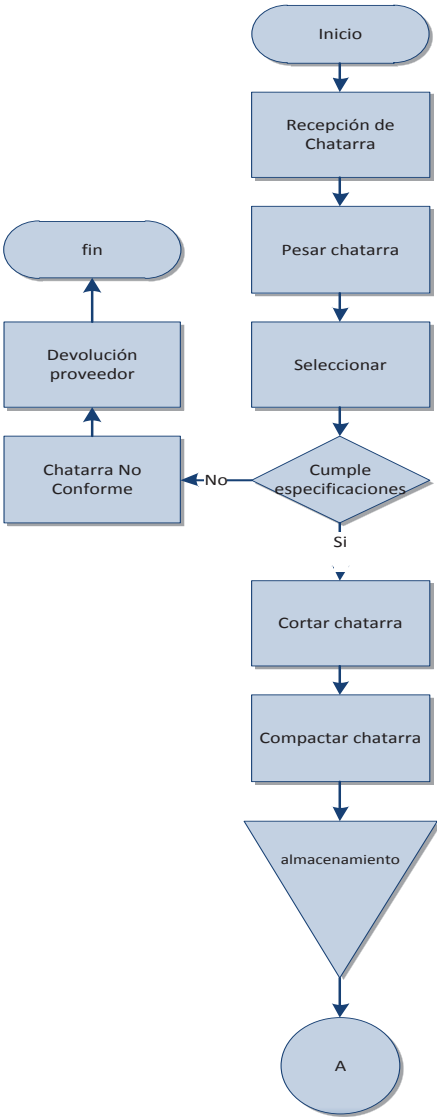 Inicio
Recepción de
Chatarra
Pesar chatarra
fin
Devolución
proveedor
Seleccionar
Chatarra No
Conforme
No
Cumple
especificaciones
Si
Cortar chatarra
Compactar chatarra
almacenamiento
A